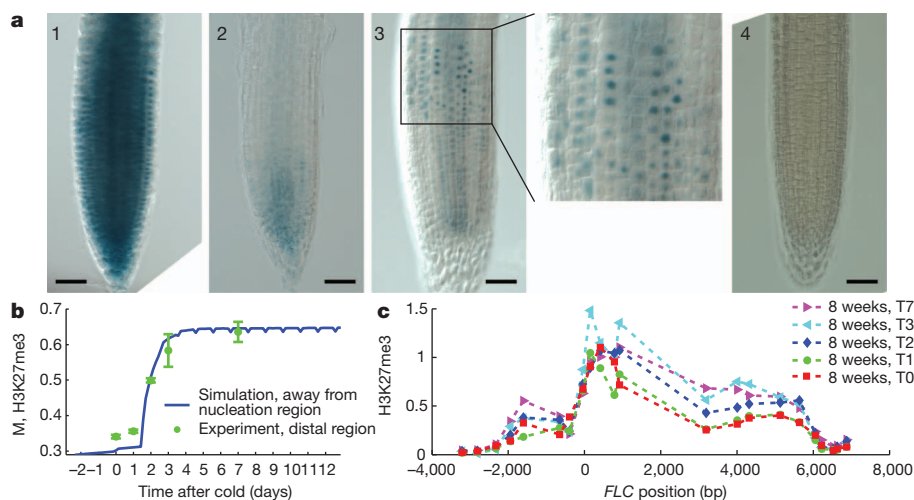 a
1
2
3
4
b
0.7
0.6
0.5
0.4
0.3
M, H3K27me3
Simulation, away from
nucleation region
Experiment, distal region
–2 –1 0 1 2 3 4 5 6 7 8 9 10 11 12
Time after cold (days)
c
1.5
1
0.5
0
H3K27me3
8 weeks, T7
8 weeks, T3
8 weeks, T2
8 weeks, T1
8 weeks, T0
–4,000 –2,000 0 2,000 4,000 6,000 8,000
FLC position (bp)